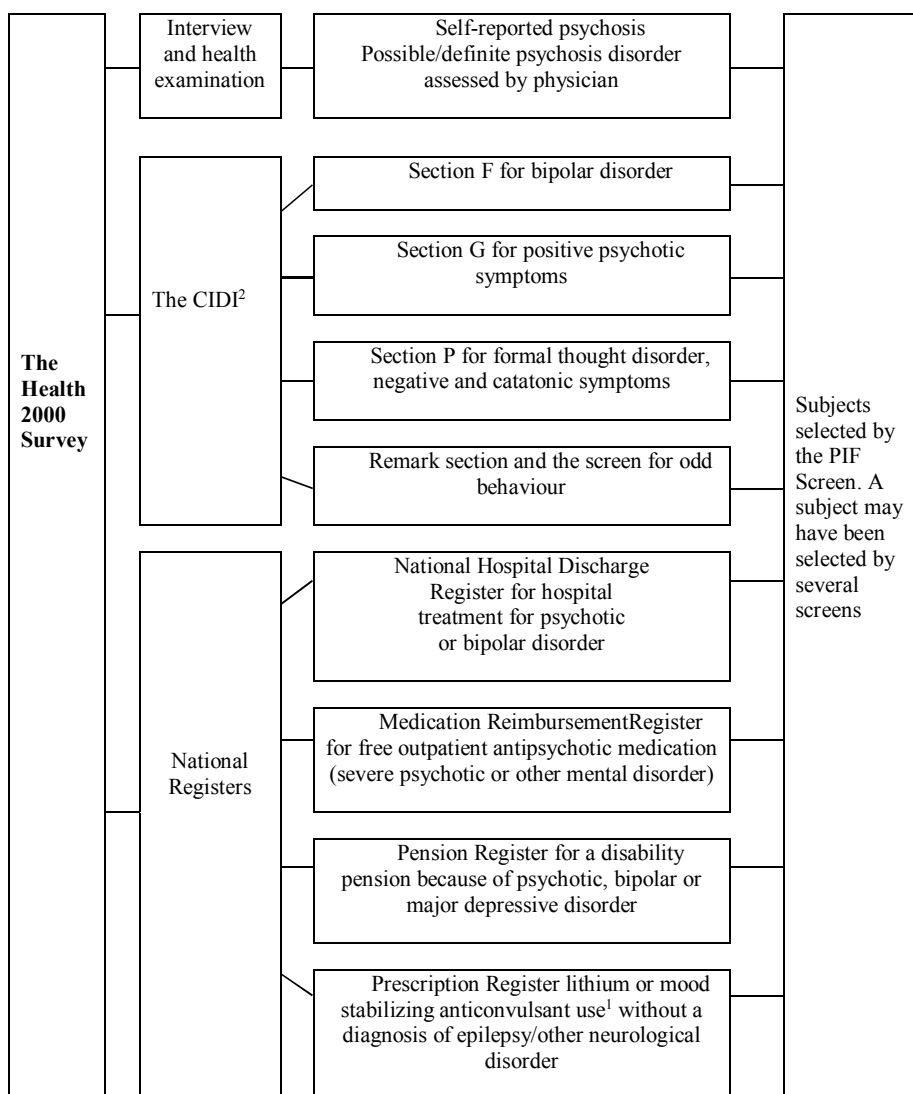 The
Health
2000
Survey
Interview
and health
examination
Self-reported psychosis
Possible/definite psychosis disorder
assessed by physician
The CIDI²
Section F for bipolar disorder
Section G for positive psychotic
symptoms
Section P for formal thought disorder,
negative and catatonic symptoms
Remark section and the screen for odd
behaviour
National
Registers
National Hospital Discharge
Register for hospital
treatment for psychotic
or bipolar disorder
Medication ReimbursementRegister
for free outpatient antipsychotic medication
(severe psychotic or other mental disorder)
Pension Register for a disability
pension because of psychotic, bipolar or
major depressive disorder
Prescription Register lithium or mood
stabilizing anticonvulsant use¹ without a
diagnosis of epilepsy/other neurological
disorder
Subjects
selected by
the PIF
Screen. A
subject may
have been
selected by
several
screens